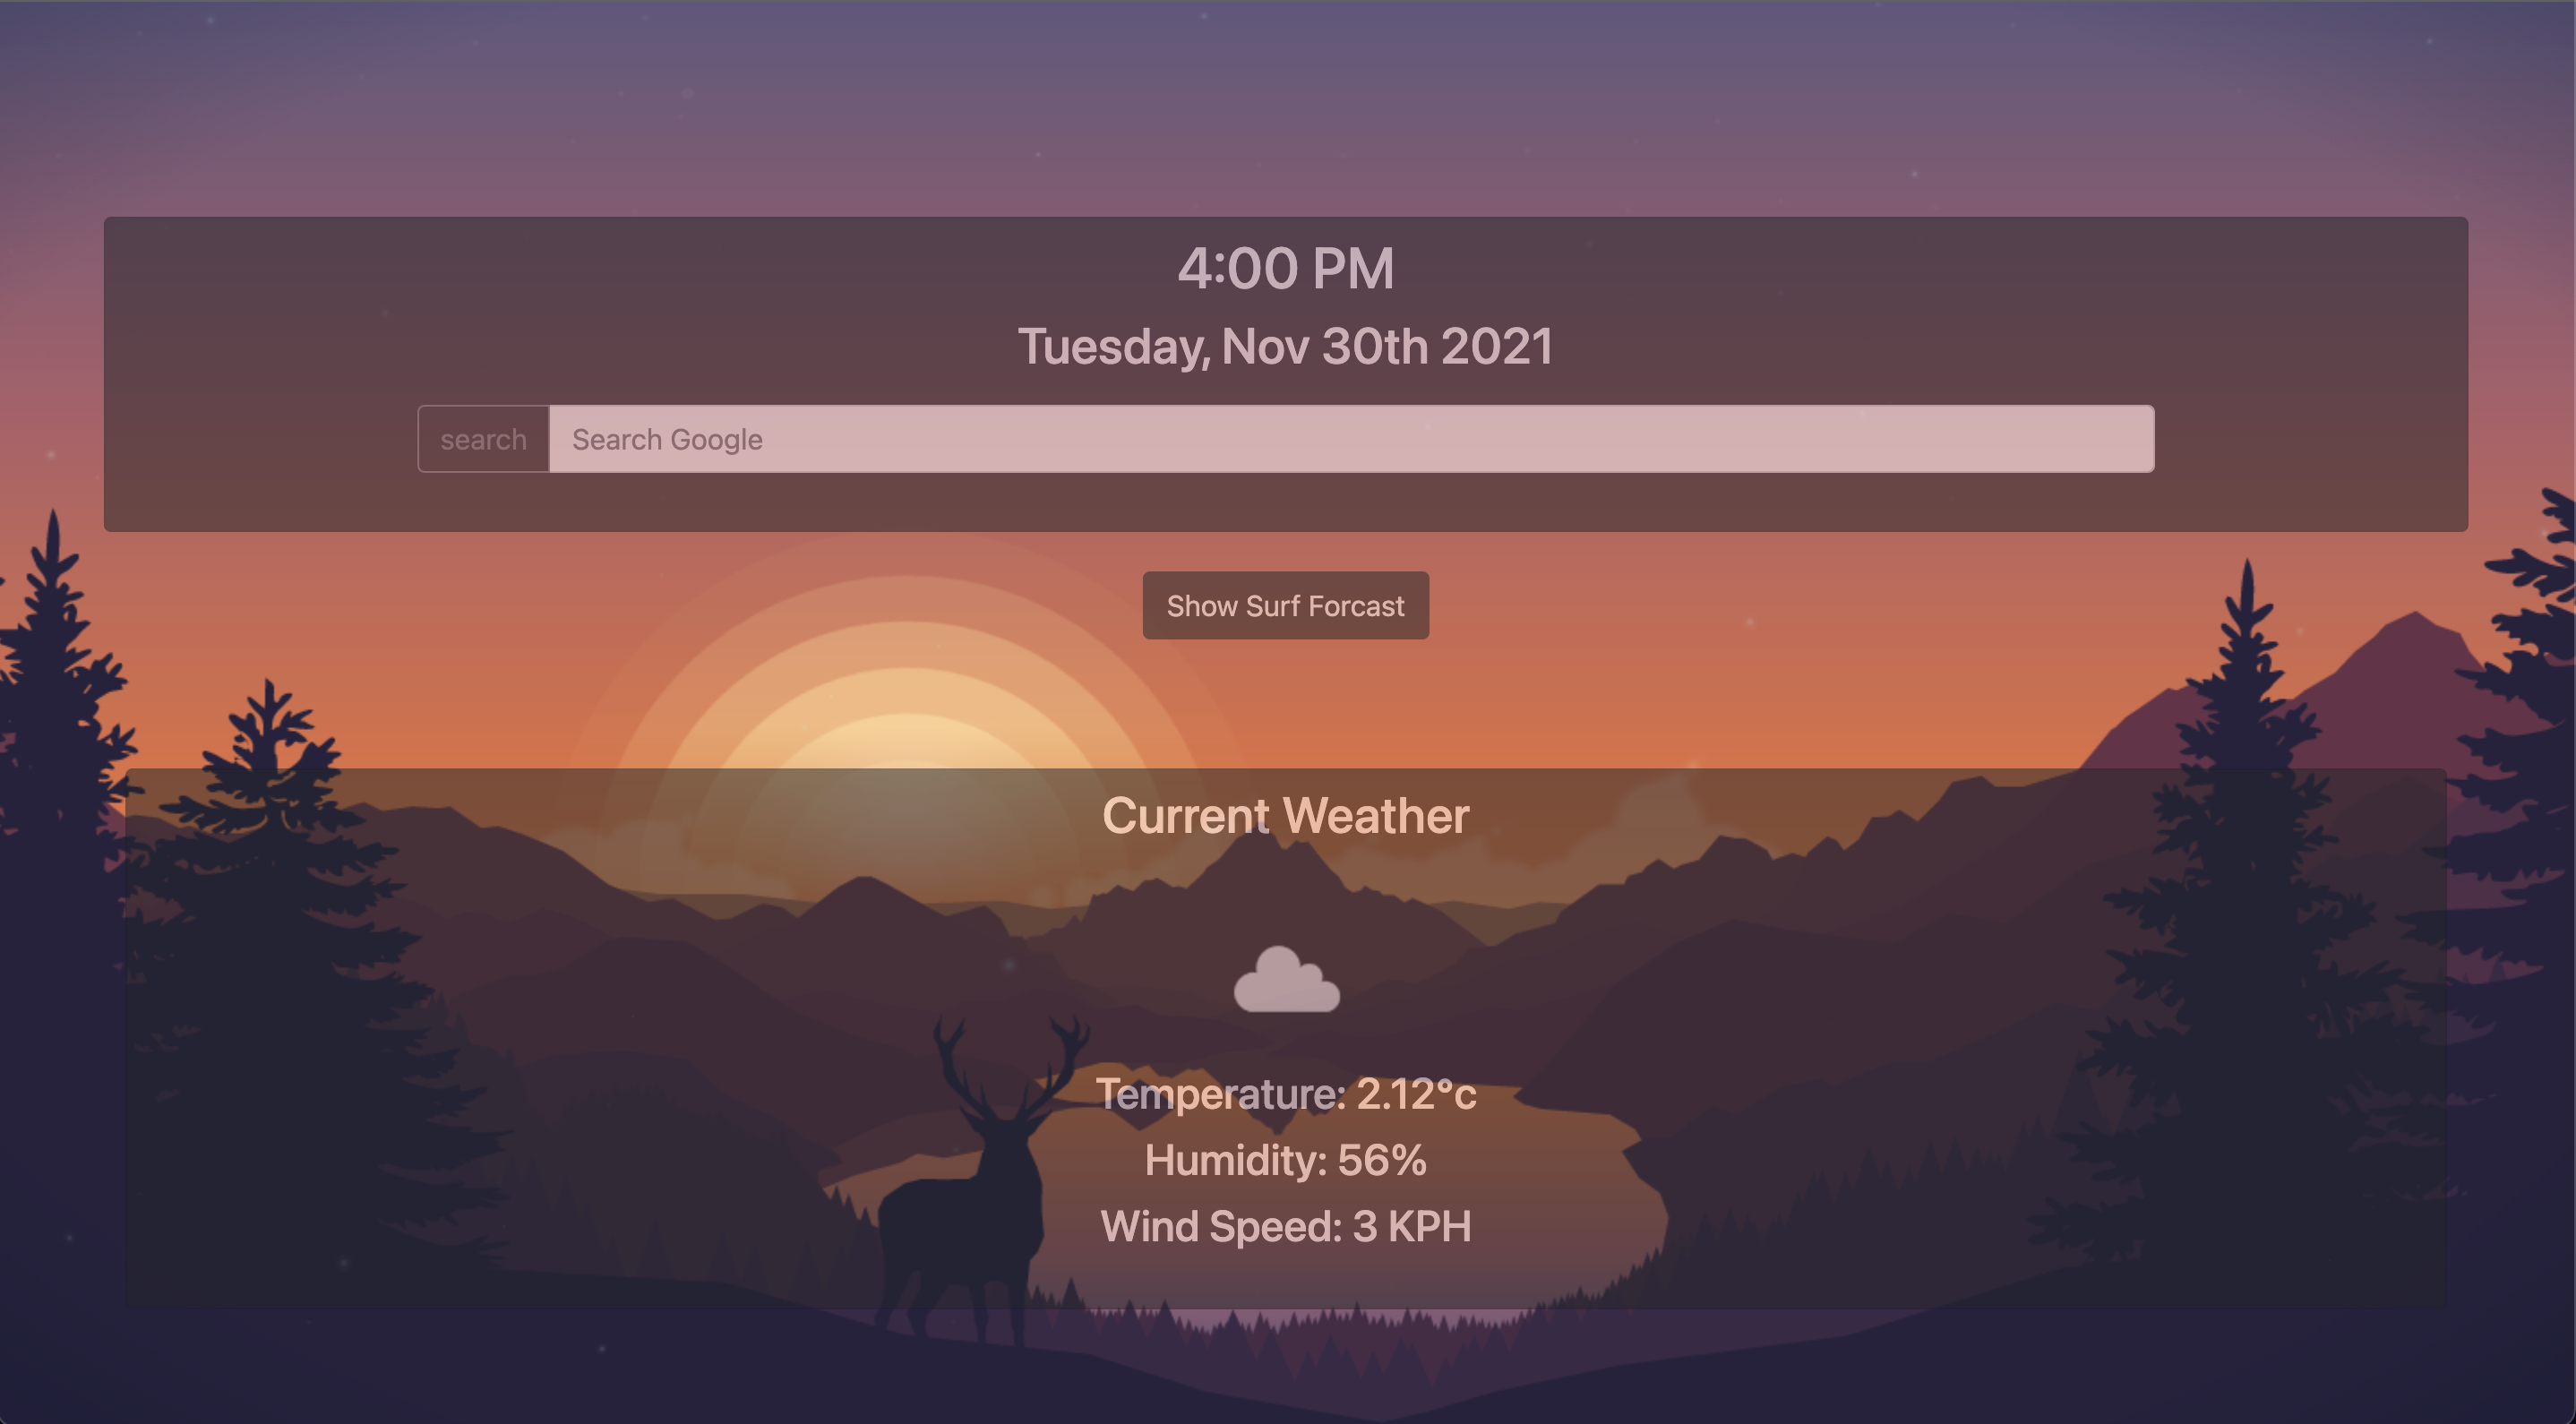 4:00 PM
Tuesday, Nov 30th 2021
search Search Google
Show Surf Forcast
Current Weather
Temperature: 2.12°c
Humidity: 56%
Wind Speed: 3 KPH